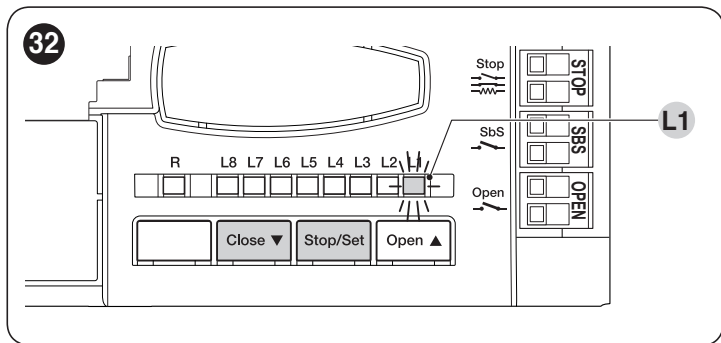 32
Stop
STOP
SbS
SBS
L1
R L8 L7 L6 L5 L4 L3 L2 L1
Open
OPEN
Close ▼ Stop/Set Open ▲